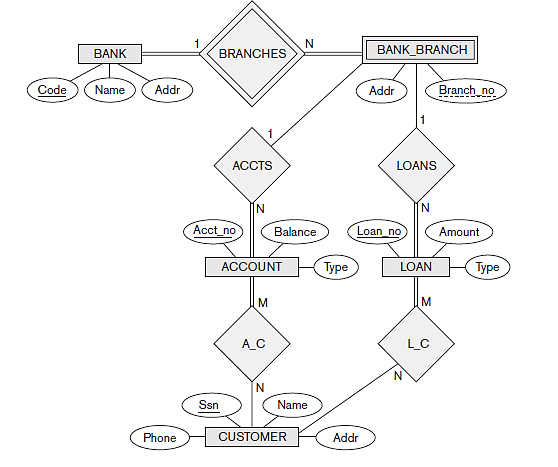 BANK
1
BRANCHES
N
BANK_BRANCH
Code
Name
Addr
Addr
Branch_no
1
1
ACCTS
LOANS
N
N
Acct_no
Balance
Loan_no
Amount
ACCOUNT
Type
LOAN
Type
M
M
A_C
L_C
N
N
Ssn
Name
Phone
CUSTOMER
Addr